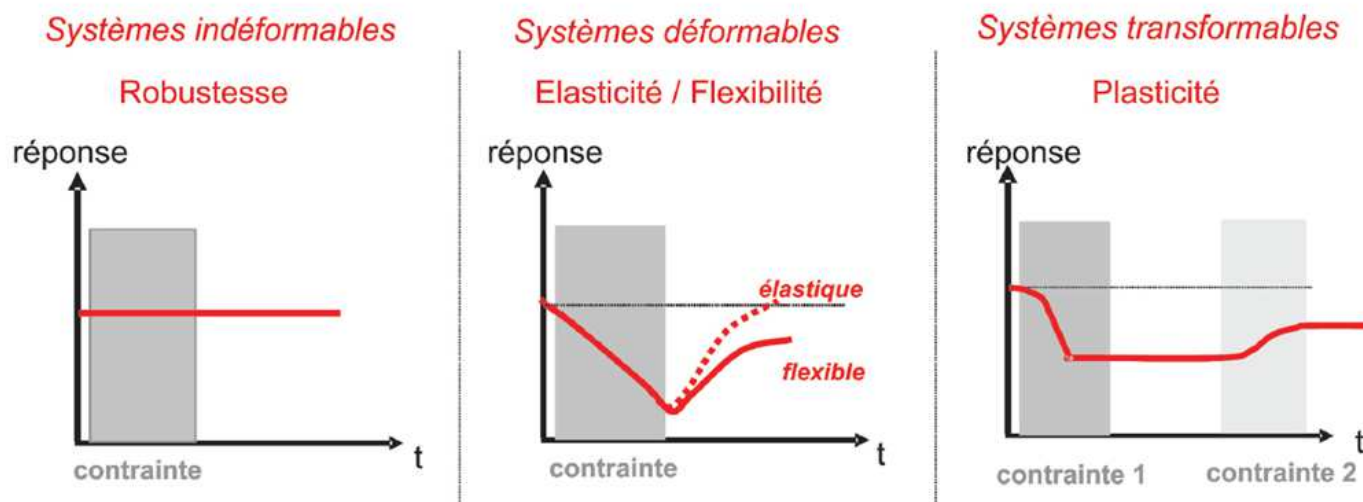 Systèmes indéformables
Robustesse
réponse
t
contrainte
Systèmes déformables
Elasticité / Flexibilité
réponse
élastique
flexible
t
contrainte
Systèmes transformables
Plasticité
réponse
t
contrainte 1
contrainte 2